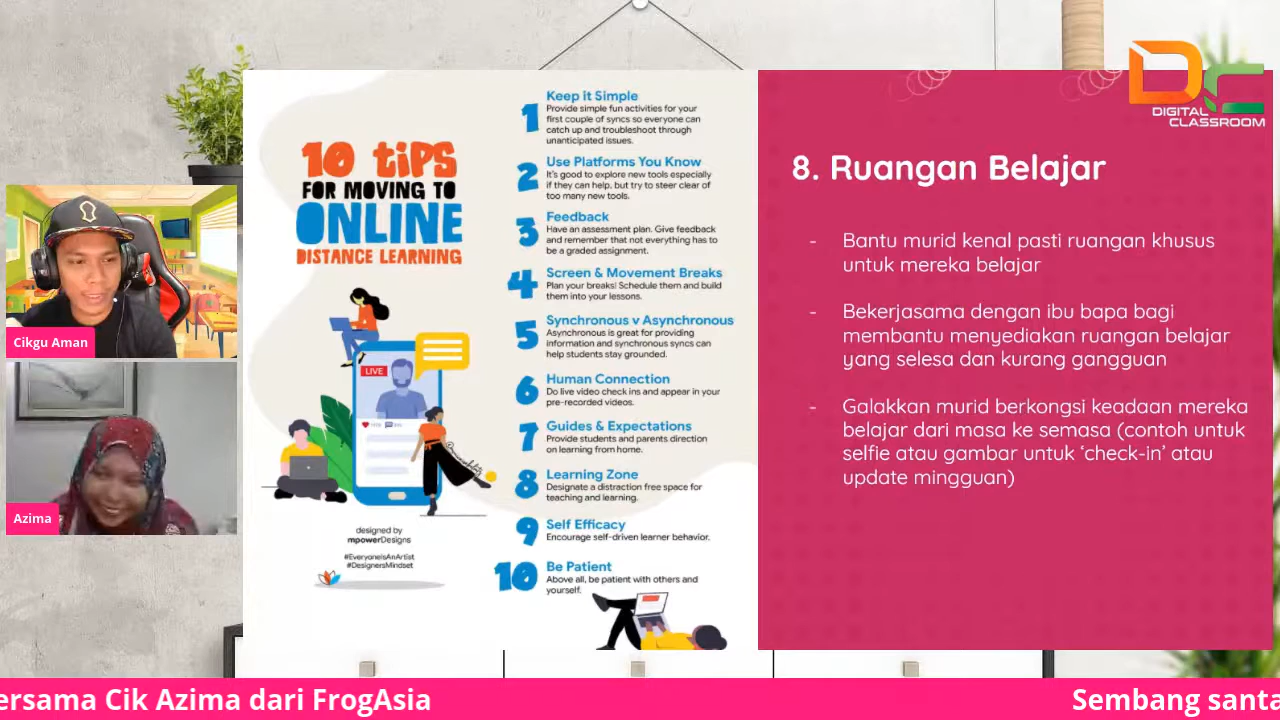 DIGITAL
CLASSROOM
10 TIPS
FOR MOVING TO
ONLINE
DISTANCE LEARNING
LIVE
designed by
mpowerDesigns
#EveryoneIsAnArtist
#DesignersMindset
1
Keep it Simple
Provide simple fun activities for your
first couple of syncs so everyone can
catch up and troubleshoot through
unanticipated issues.
2
Use Platforms You Know
It's good to explore new tools especially
if they can help, but try to steer clear of
too many new tools.
3
Feedback
Have an assessment plan. Give feedback
and remember that not everything has to
be a graded assignment.
4
Screen & Movement Breaks
Plan your breaks! Schedule them and build
them into your lessons.
5
Synchronous v Asynchronous
Asynchronous is great for providing
information and synchronous syncs can
help students stay grounded.
6
Human Connection
Do live video check ins and appear in your
pre-recorded videos.
7
Guides & Expectations
Provide students and parents direction
on learning from home.
8
Learning Zone
Designate a distraction free space for
teaching and learning.
9
Self Efficacy
Encourage self-driven learner behavior.
10
Be Patient
Above all, be patient with others and
yourself.
8. Ruangan Belajar
- Bantu murid kenal pasti ruangan khusus
untuk mereka belajar
- Bekerjasama dengan ibu bapa bagi
membantu menyediakan ruangan belajar
yang selesa dan kurang gangguan
- Galakkan murid berkongsi keadaan mereka
belajar dari masa ke semasa (contoh untuk
selfie atau gambar untuk ‘check-in’ atau
update mingguan)
Cikgu Aman
Azima
ersama Cik Azima dari FrogAsia
Sembang santa